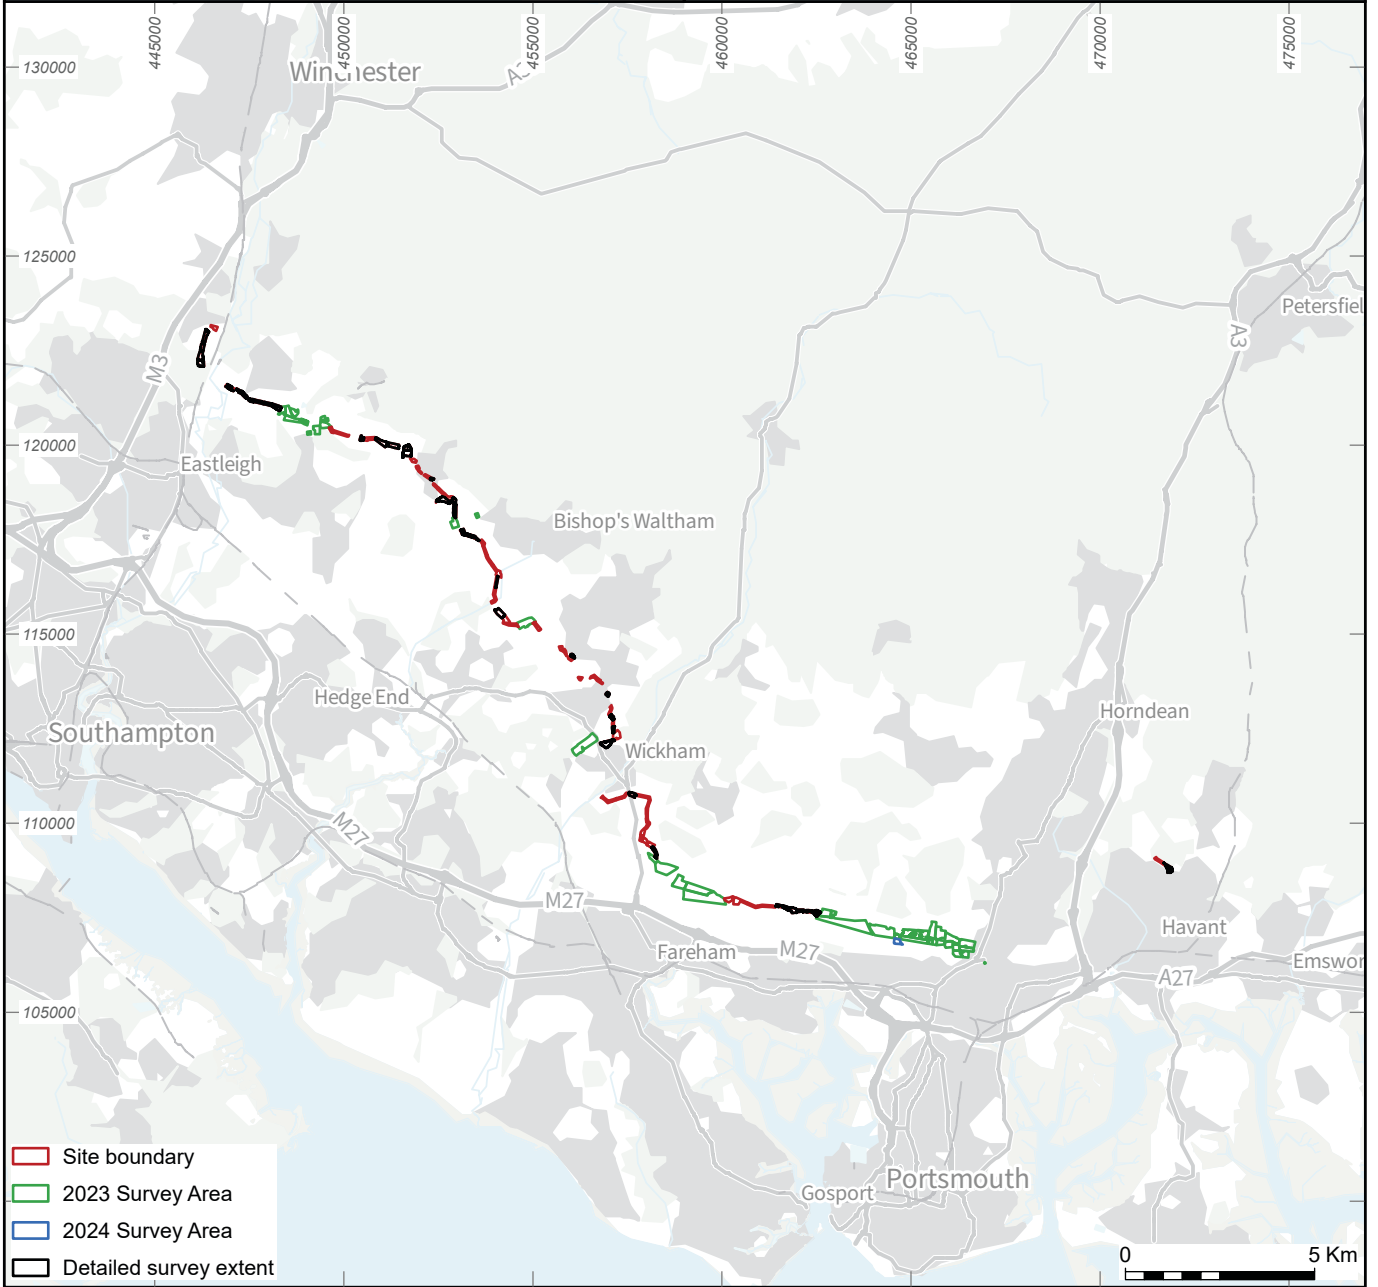 445000
450000
455000
460000
465000
470000
475000
130000
Winchester
125000
Petersfiel
A3
M3
120000
Eastleigh
Bishop's Waltham
115000
Hedge End
Horndean
Southampton
Wickham
110000
M27
M27
Havant
Fareham
M27
Emswor
A27
105000
Portsmouth
Gosport
Site boundary
2023 Survey Area
2024 Survey Area
Detailed survey extent
0 5 Km